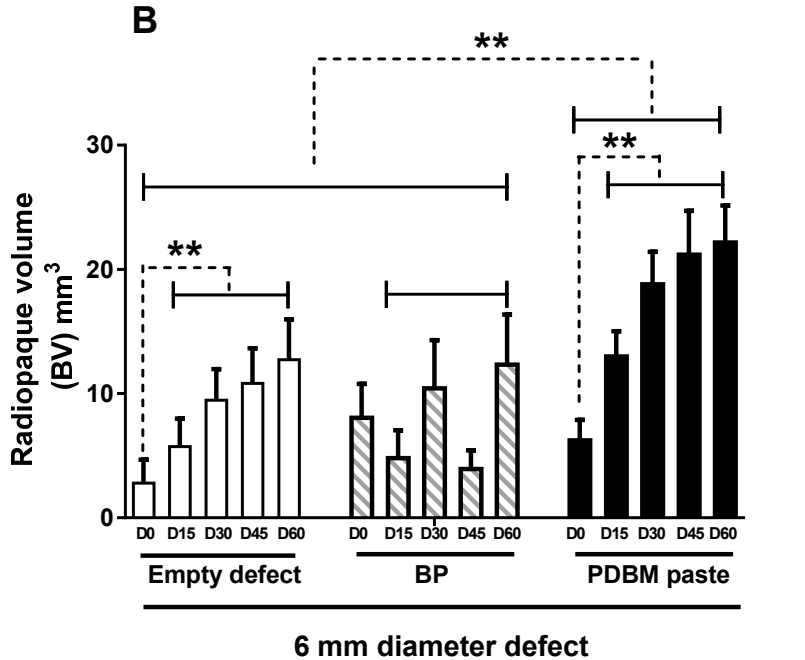 B
**
**
**
30
20
10
0
Radiopaque volume
(BV) mm³
D0 D15 D30 D45 D60 D0 D15 D30 D45 D60 D0 D15 D30 D45 D60
Empty defect BP PDBM paste
6 mm diameter defect